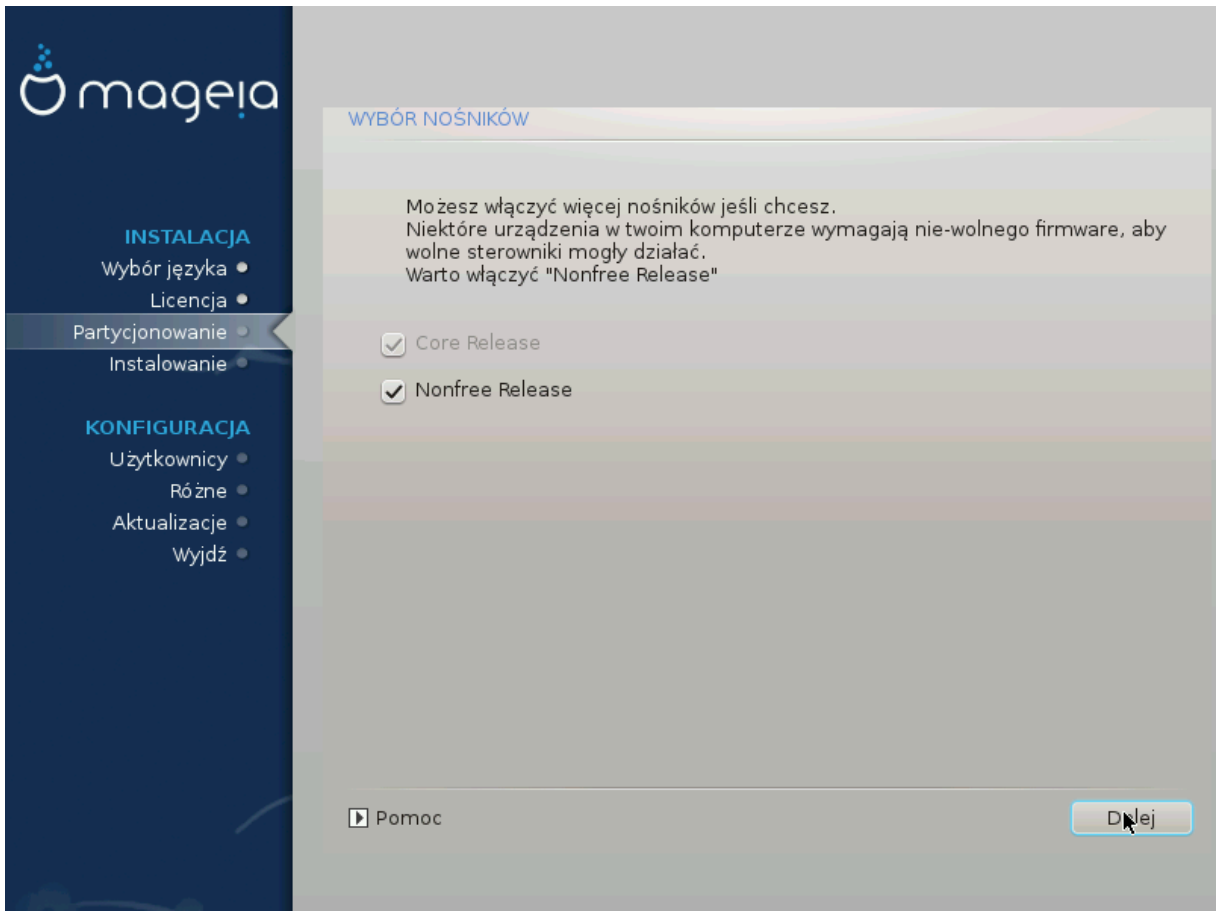 mageia
INSTALACJA
Wybór języka
Licencja
Partycjonowanie
Instalowanie
KONFIGURACJA
Użytkownicy
Różne
Aktualizacje
Wyjdź
WYBÓR NOŚNIKÓW
Możesz włączyć więcej nośników jeśli chcesz.
Niektóre urządzenia w twoim komputerze wymagają nie-wolnego firmware, aby
wolne sterowniki mogły działać.
Warto włączyć "Nonfree Release"
Core Release
Nonfree Release
Pomoc
Dalej